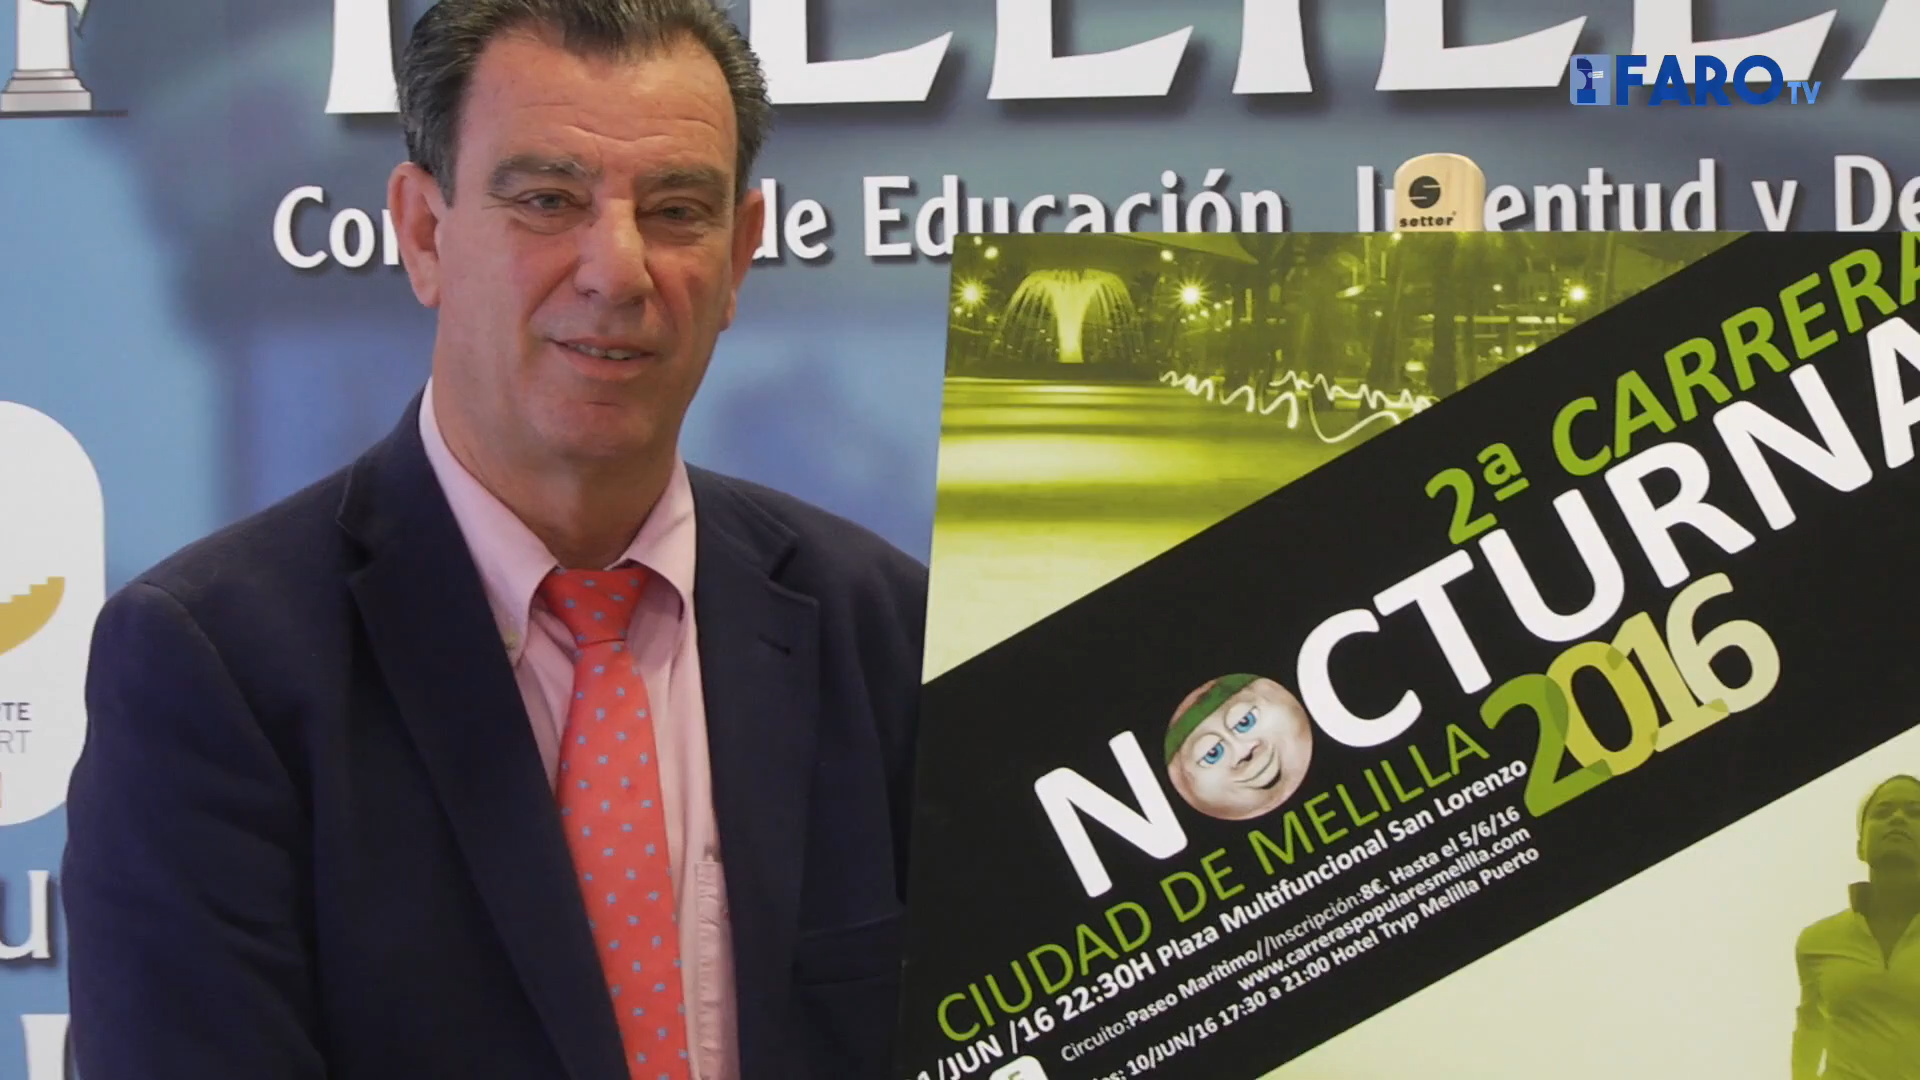 FARO TV
de Educación
y
setter
2ª CARRERA
NOCTURNA
CIUDAD DE MELILLA 2016
/JUN /16 22:30H Plaza Multifuncional San Lorenzo
Circuito:Paseo Marítimo//Inscripción:8€. Hasta el 5/6/16
www.carreraspopularesmelilla.com
10/JUN/16 17:30 a 21:00 Hotel Tryp Melilla Puerto